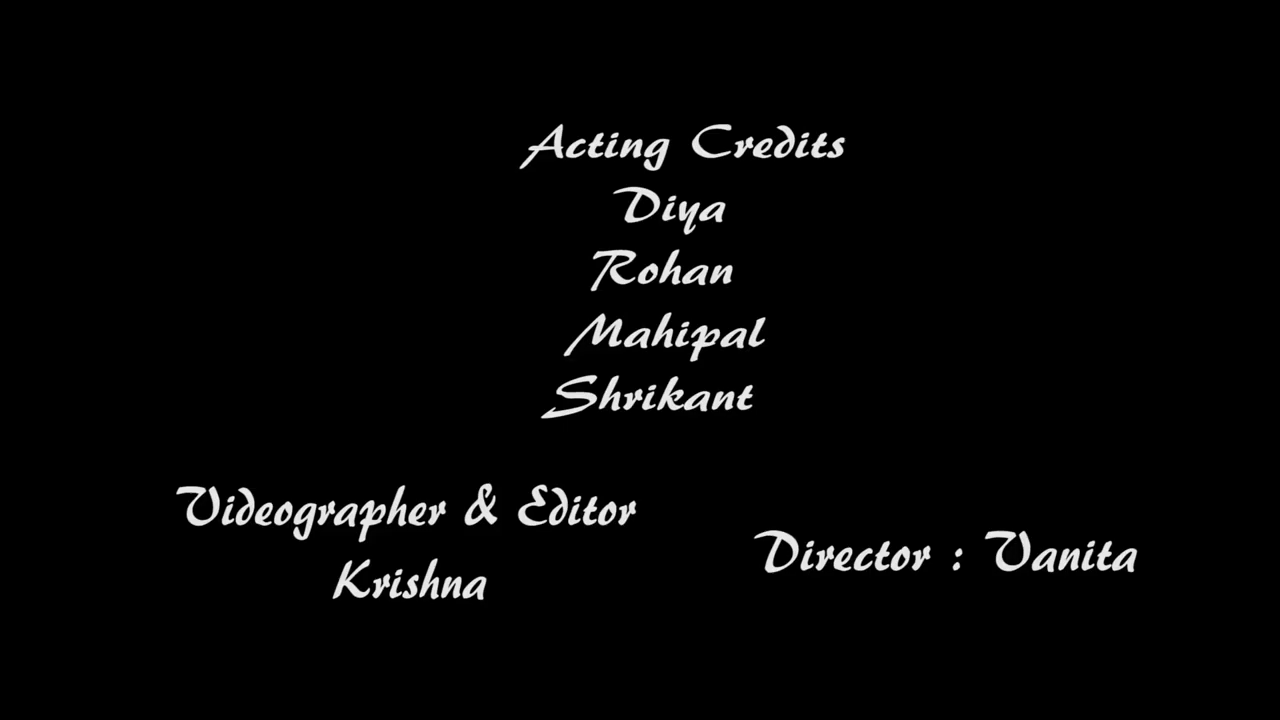 Acting Credits
Diya
Rohan
Mahipal
Shrikant
Videographer & Editor
Krishna
Director : Vanita